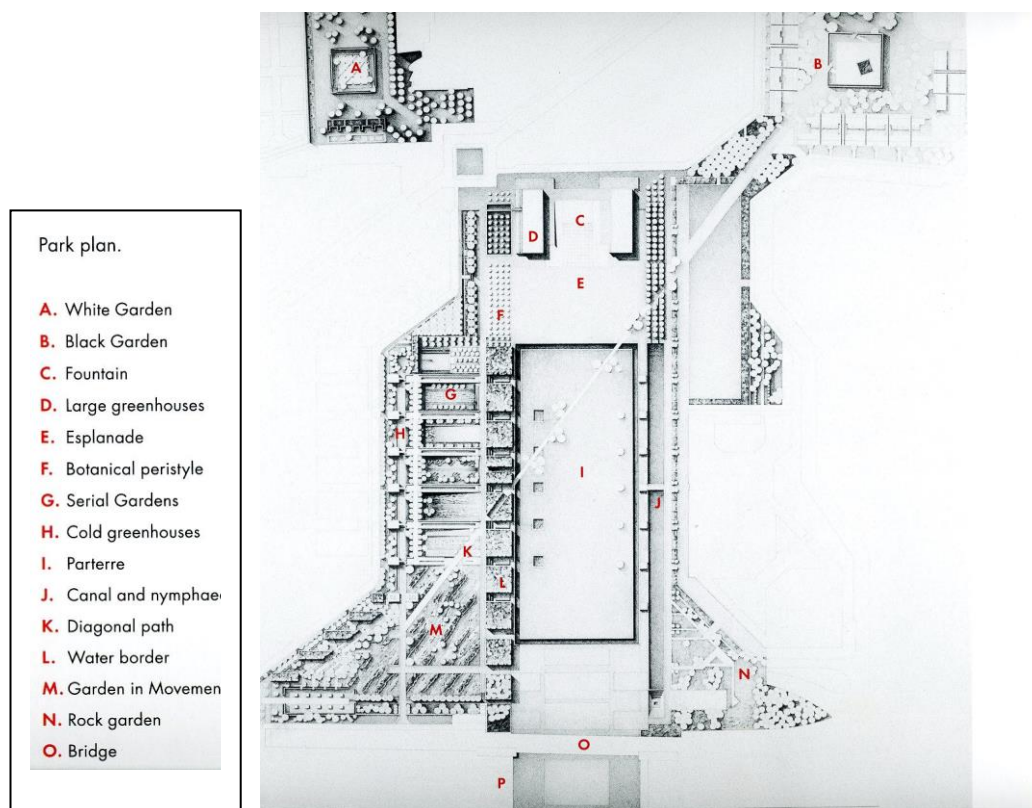 Park plan.
A. White Garden
B. Black Garden
C. Fountain
D. Large greenhouses
E. Esplanade
F. Botanical peristyle
G. Serial Gardens
H. Cold greenhouses
I. Parterre
J. Canal and nymphae
K. Diagonal path
L. Water border
M. Garden in Movemen
N. Rock garden
O. Bridge
A
B
C
D
E
F
G
H
I
J
K
L
M
N
O
P